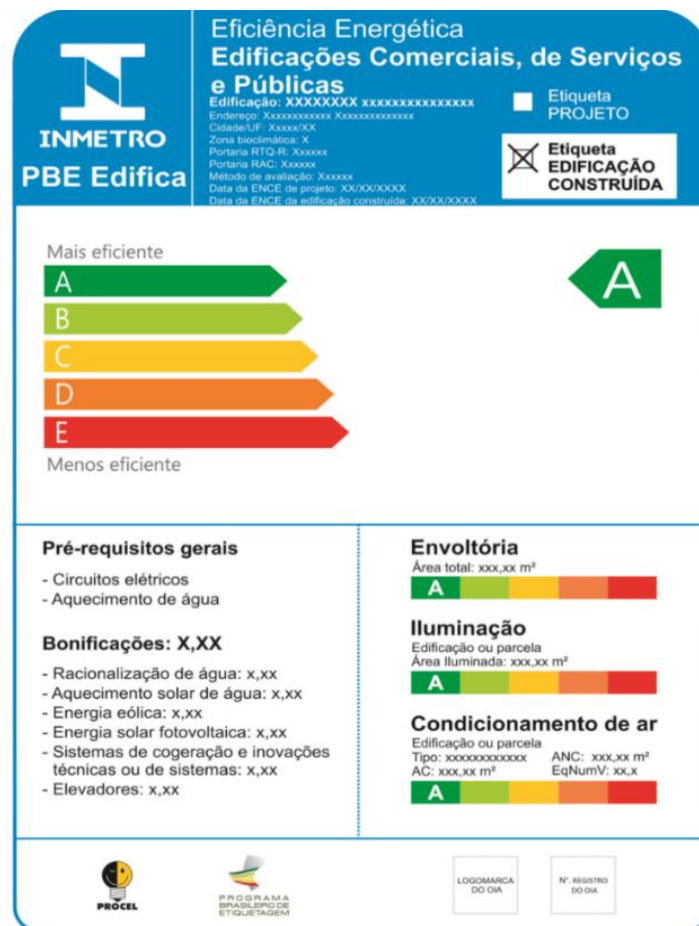 INMETRO
PBE Edifica
Eficiência Energética
Edificações Comerciais, de Serviços
e Públicas
Edificação: XXXXXXXX xxxxxxxxxxxxxxx
Endereço: Xxxxxxxxxxxx Xxxxxxxxxxxxxx
Cidade/UF: Xxxxx/XX
Zona bioclimática: X
Portaria RTQ-R: Xxxxxx
Portaria RAC: Xxxxxx
Método de avaliação: Xxxxxx
Data da ENCE de projeto: XX/XX/XXXX
Data da ENCE da edificação construída: XX/XX/XXXX
Etiqueta
PROJETO
Etiqueta
EDIFICAÇÃO
CONSTRUÍDA
Mais eficiente
A
B
C
D
E
Menos eficiente
A
Pré-requisitos gerais
- Circuitos elétricos
- Aquecimento de água
Bonificações: X,XX
- Racionalização de água: x,xx
- Aquecimento solar de água: x,xx
- Energia eólica: x,xx
- Energia solar fotovoltaica: x,xx
- Sistemas de cogeração e inovações
técnicas ou de sistemas: x,xx
- Elevadores: x,xx
Envoltória
Área total: xxx,xx m²
A
Iluminação
Edificação ou parcela
Área Iluminada: xxx,xx m²
A
Condicionamento de ar
Edificação ou parcela
Tipo: xxxxxxxxxxxx ANC: xxx,xx m²
AC: xxx,xx m² EqNumV: xx,x
A
PROCEL
PROGRAMA
BRASILEIRO DE
ETIQUETAGEM
LOGOMARCA
DO OIA
Nº. REGISTRO
DO OIA